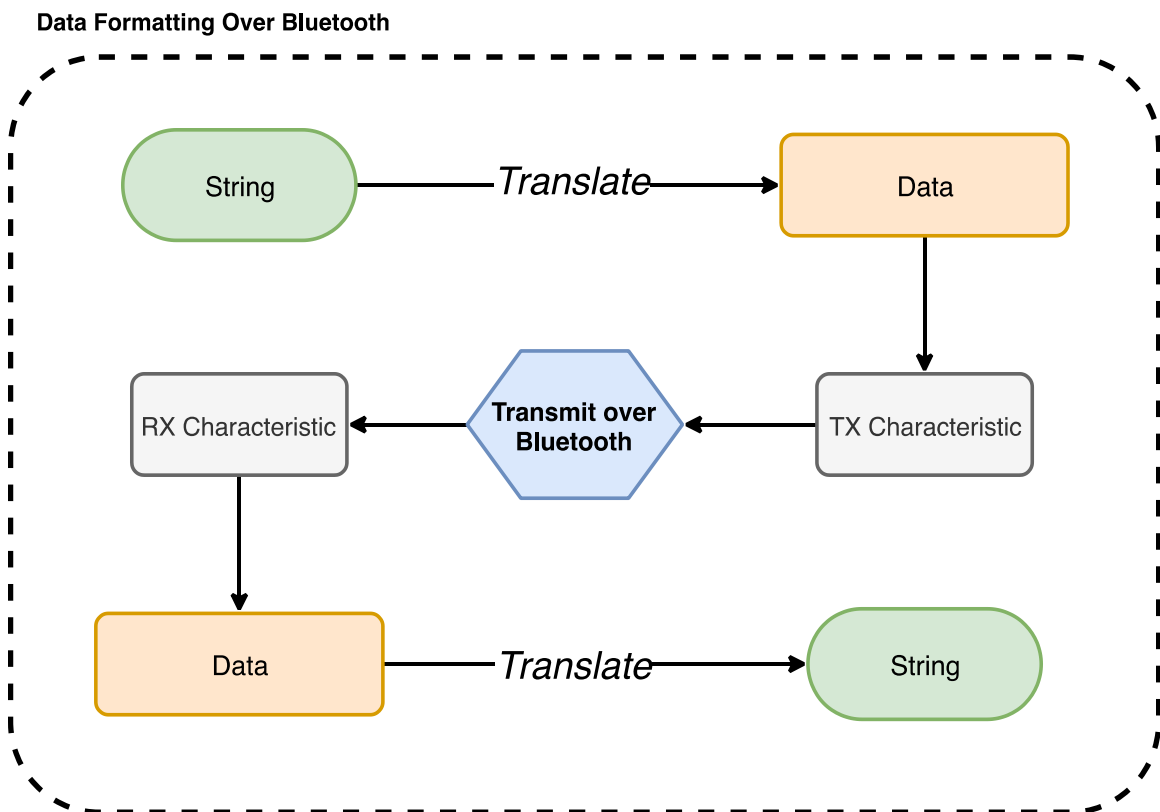 Data Formatting Over Bluetooth
String
Translate
Data
RX Characteristic
Transmit over
Bluetooth
TX Characteristic
Data
Translate
String